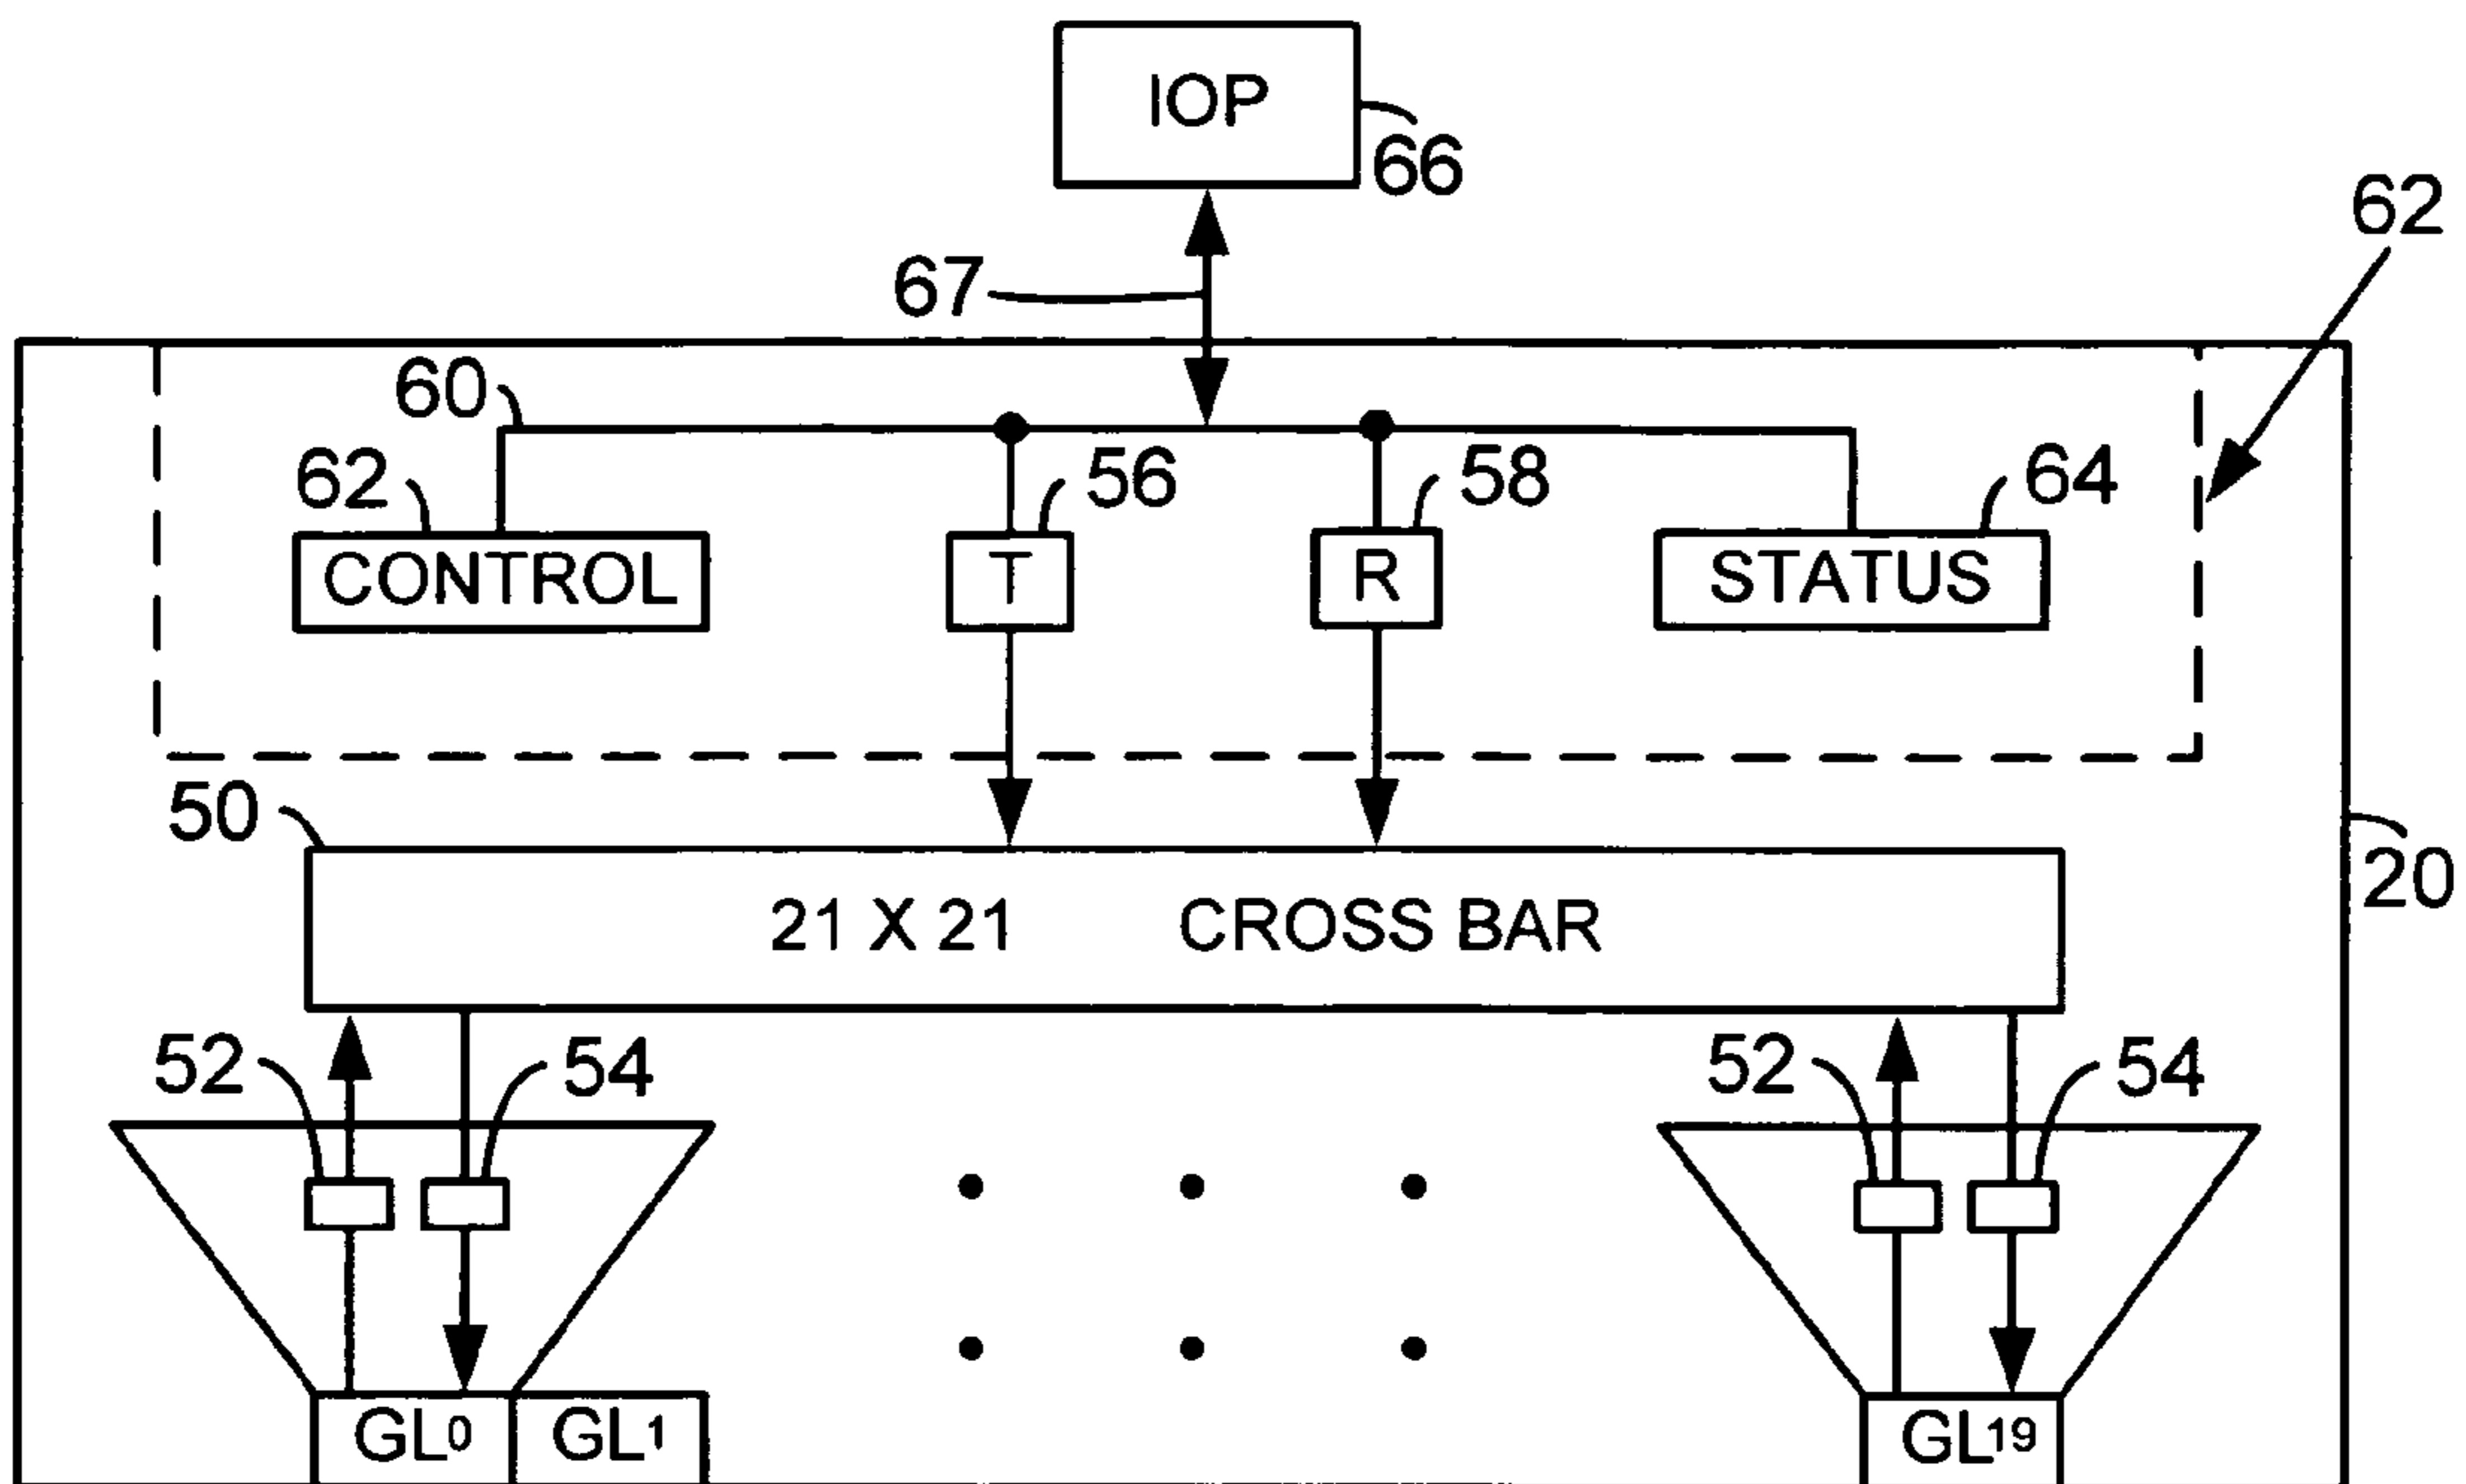 IOP
66
62
67
60
62
56
58
64
CONTROL
T
R
STATUS
50
20
21 X 21 CROSS BAR
52
54
52
54
GL0
GL1
GL19